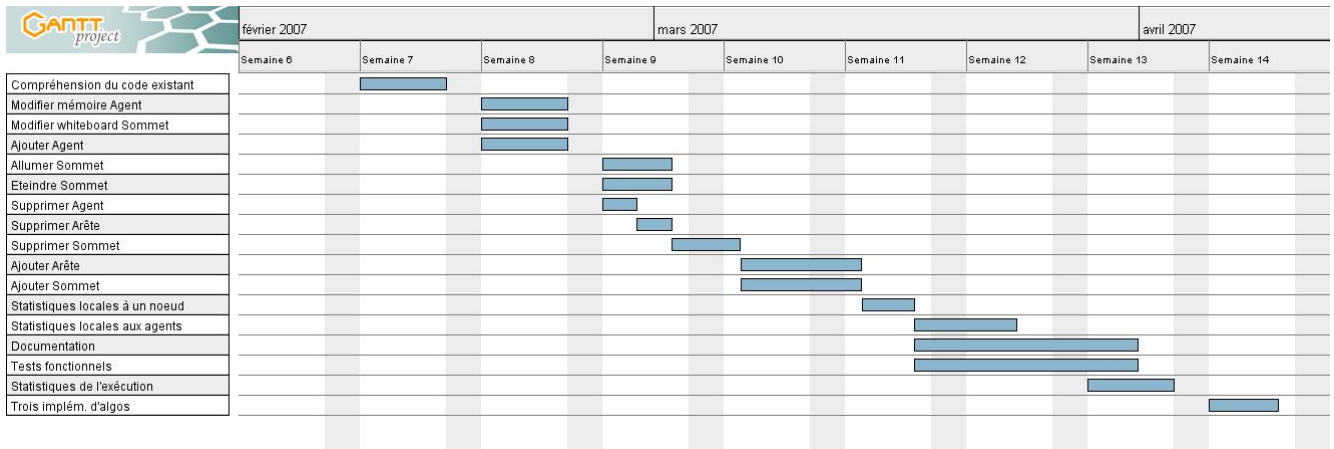 GANTT
project
février 2007
mars 2007
avril 2007
Semaine 6
Semaine 7
Semaine 8
Semaine 9
Semaine 10
Semaine 11
Semaine 12
Semaine 13
Semaine 14
Compréhension du code existant
Modifier mémoire Agent
Modifier whiteboard Sommet
Ajouter Agent
Allumer Sommet
Eteindre Sommet
Supprimer Agent
Supprimer Arête
Supprimer Sommet
Ajouter Arête
Ajouter Sommet
Statistiques locales à un noeud
Statistiques locales aux agents
Documentation
Tests fonctionnels
Statistiques de l'exécution
Trois implém. d'algos